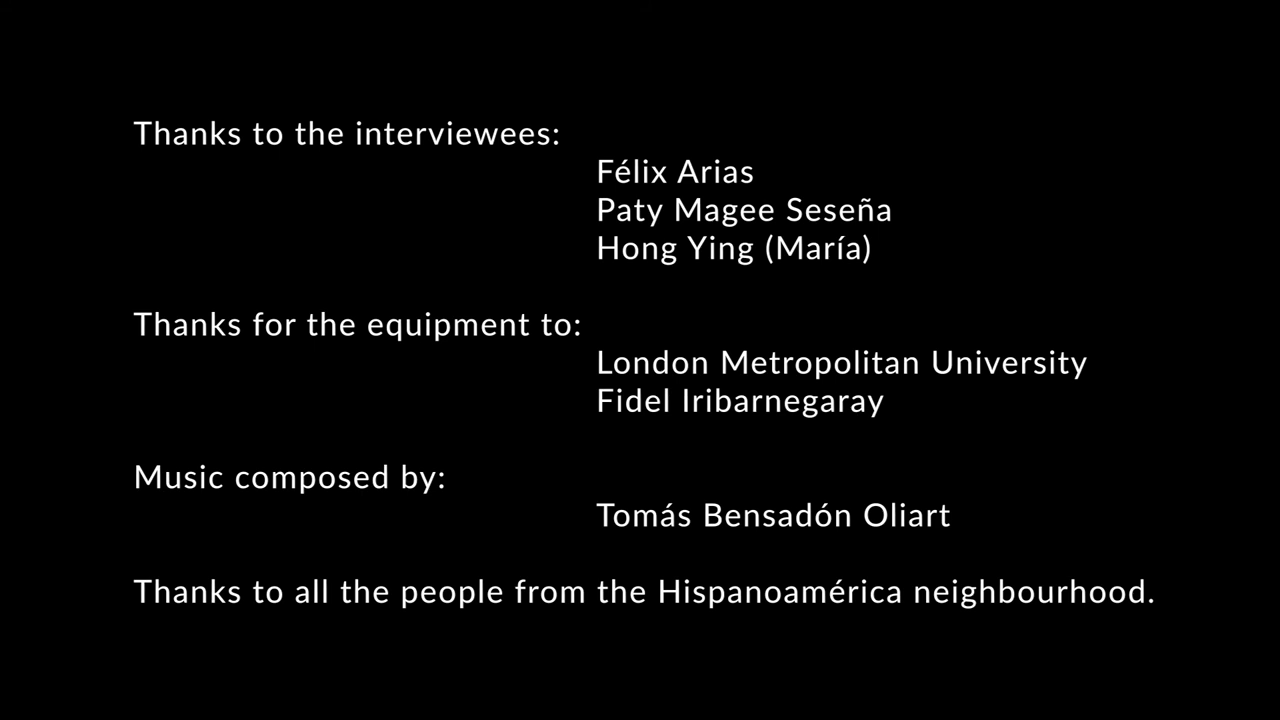 Thanks to the interviewees:
Félix Arias
Paty Magee Seseña
Hong Ying (María)
Thanks for the equipment to:
London Metropolitan University
Fidel Iribarnegaray
Music composed by:
Tomás Bensadón Oliart
Thanks to all the people from the Hispanoamérica neighbourhood.